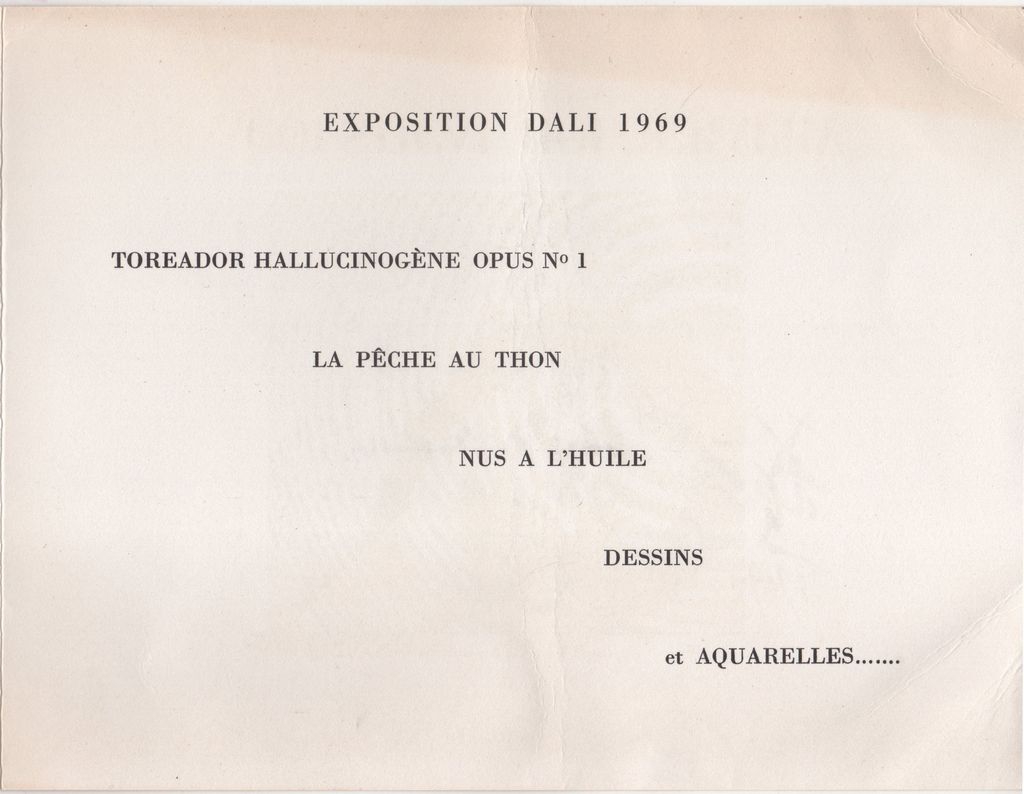 EXPOSITION DALI 1969
TOREADOR HALLUCINOGÈNE OPUS Nº 1
LA PÊCHE AU THON
NUS A L'HUILE
DESSINS
et AQUARELLES.......